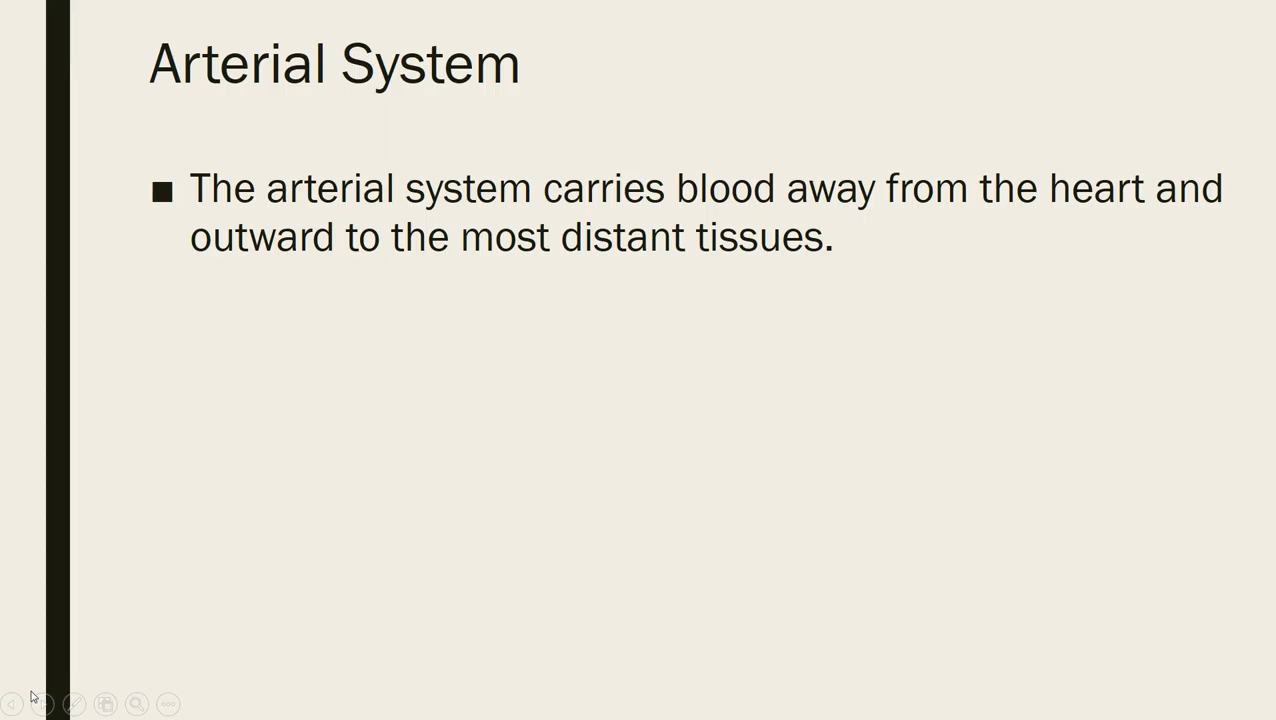 Arterial System
■ The arterial system carries blood away from the heart and
outward to the most distant tissues.